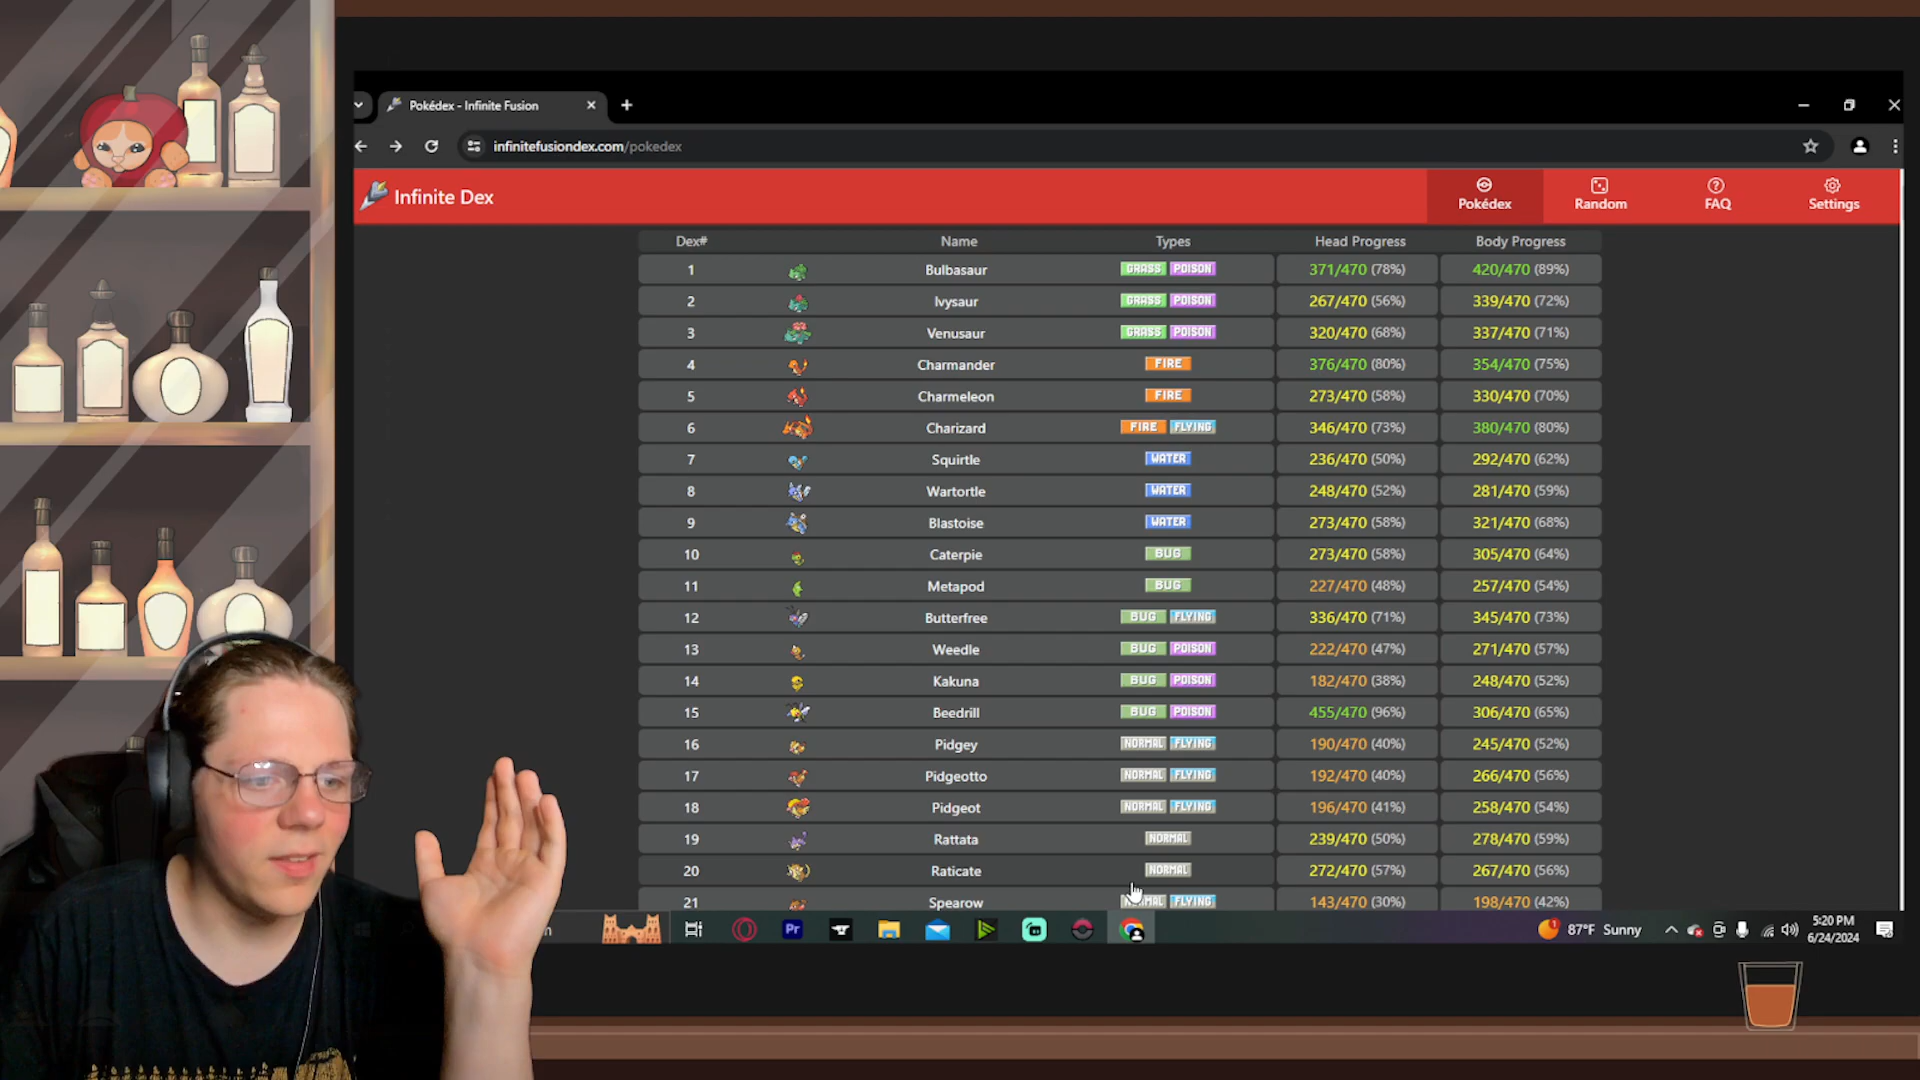 Pokédex - Infinite Fusion
infinitefusiondex.com/pokedex
Infinite Dex
Pokédex
Random
FAQ
Settings
Dex# Name Types Head Progress Body Progress
1 Bulbasaur GRASS POISON 371/470 (78%) 420/470 (89%)
2 Ivysaur GRASS POISON 267/470 (56%) 339/470 (72%)
3 Venusaur GRASS POISON 320/470 (68%) 337/470 (71%)
4 Charmander FIRE 376/470 (80%) 354/470 (75%)
5 Charmeleon FIRE 273/470 (58%) 330/470 (70%)
6 Charizard FIRE FLYING 346/470 (73%) 380/470 (80%)
7 Squirtle WATER 236/470 (50%) 292/470 (62%)
8 Wartortle WATER 248/470 (52%) 281/470 (59%)
9 Blastoise WATER 273/470 (58%) 321/470 (68%)
10 Caterpie BUG 273/470 (58%) 305/470 (64%)
11 Metapod BUG 227/470 (48%) 257/470 (54%)
12 Butterfree BUG FLYING 336/470 (71%) 345/470 (73%)
13 Weedle BUG POISON 222/470 (47%) 271/470 (57%)
14 Kakuna BUG POISON 182/470 (38%) 248/470 (52%)
15 Beedrill BUG POISON 455/470 (96%) 306/470 (65%)
16 Pidgey NORMAL FLYING 190/470 (40%) 245/470 (52%)
17 Pidgeotto NORMAL FLYING 192/470 (40%) 266/470 (56%)
18 Pidgeot NORMAL FLYING 196/470 (41%) 258/470 (54%)
19 Rattata NORMAL 239/470 (50%) 278/470 (59%)
20 Raticate NORMAL 272/470 (57%) 267/470 (56%)
21 Spearow NORMAL FLYING 143/470 (30%) 198/470 (42%)
Pr
87°F Sunny
5:20 PM
6/24/2024